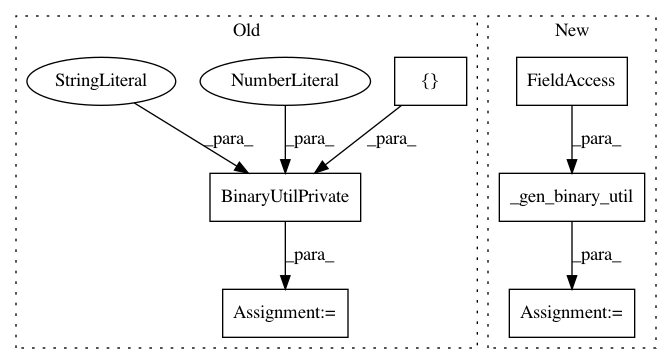 Old
New
StringLiteral
NumberLiteral
{}
FieldAccess
_para_
_para_
_para_
_para_
BinaryUtilPrivate
_gen_binary_util
_para_
_para_
Assignment:=
Assignment:=